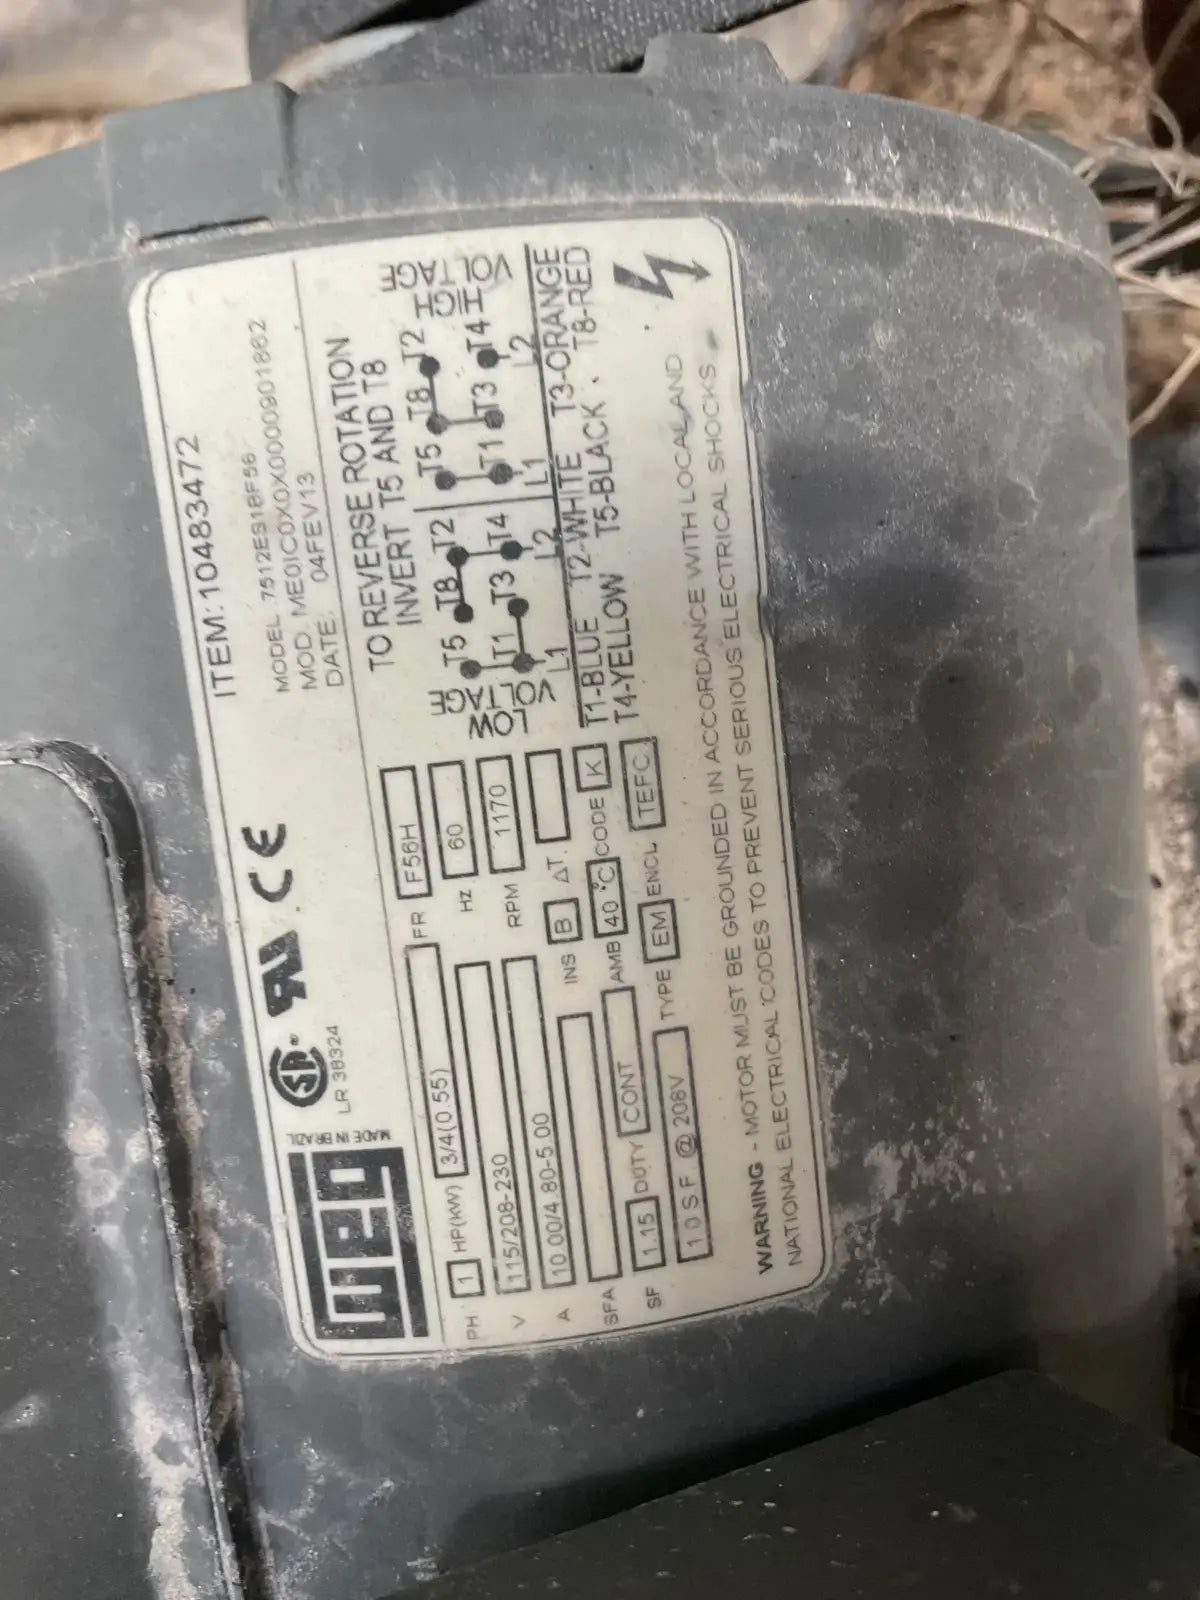 ITEM: 10483472
MODEL 7512ES18F56
MOD. ME0IC0X0X0000901862
DATE: 04FEV13
CSA
LR 38324
CE
weg
MADE IN BRAZIL
PH 1 HP(kW) 3/4(0.55) FR F56H
V 115/208-230 Hz 60
A 10.00/4.80-5.00 RPM 1170
SFA INS B ΔT
SF 1.15 DUTY CONT AMB 40 °C CODE K
1 0 S F @ 208V TYPE EM ENCL TEFC
TO REVERSE ROTATION
INVERT T5 AND T8
LOW VOLTAGE
T5 T8 T2
T1 T3 T4
L1 L2
HIGH VOLTAGE
T5 T8 T2
T1 T3 T4
L1 L2
T1-BLUE T2-WHITE T3-ORANGE
T4-YELLOW T5-BLACK T8-RED
WARNING - MOTOR MUST BE GROUNDED IN ACCORDANCE WITH LOCAL AND
NATIONAL ELECTRICAL CODES TO PREVENT SERIOUS ELECTRICAL SHOCKS.